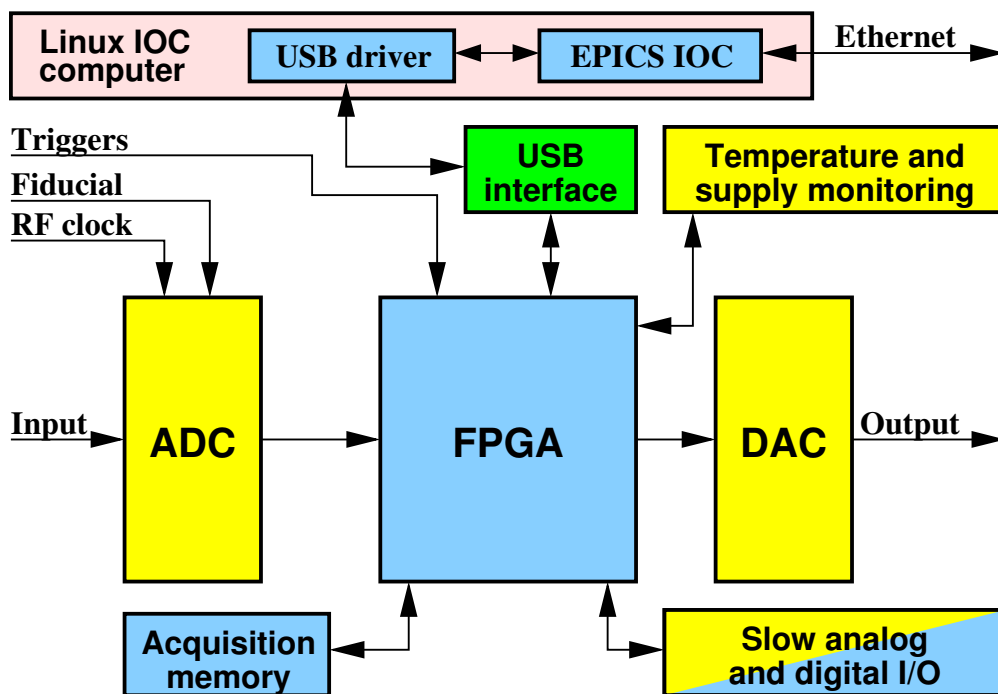 Linux IOC
computer
USB driver
EPICS IOC
Ethernet
Triggers
Fiducial
RF clock
USB
interface
Temperature and
supply monitoring
Input
ADC
FPGA
DAC
Output
Acquisition
memory
Slow analog
and digital I/O